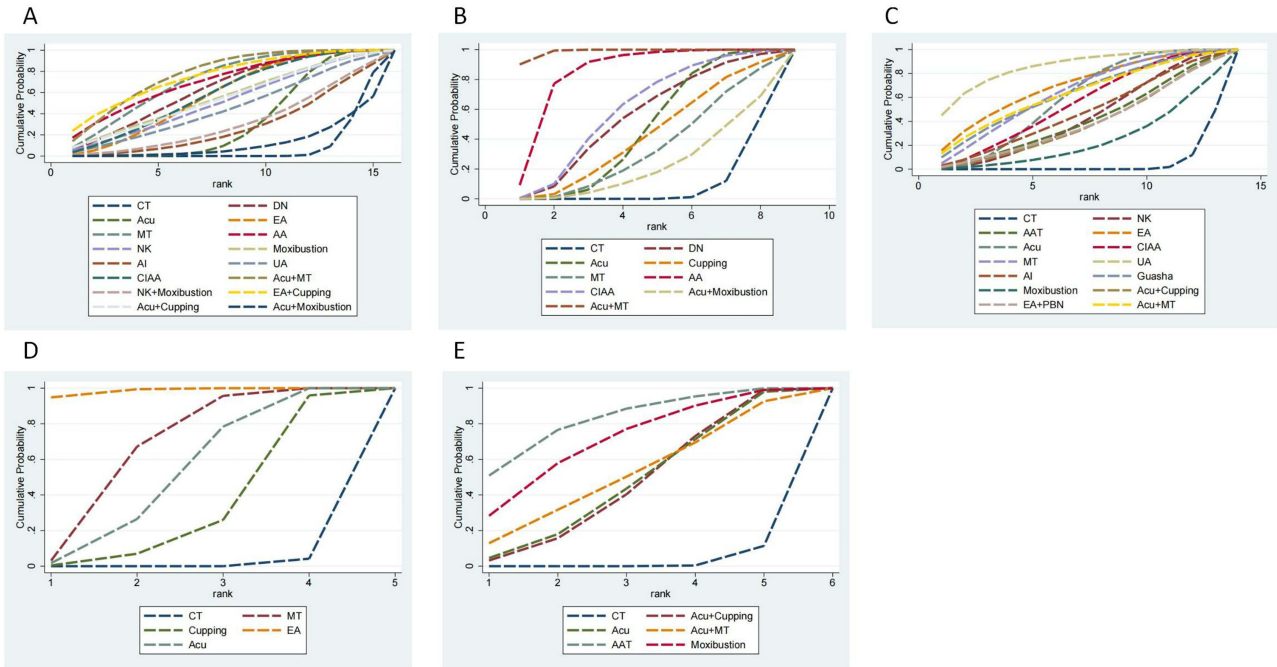 A
Cumulative Probability
1
.8
.6
.4
.2
0
0 5 10 15
rank
CT DN
Acu EA
MT AA
NK Moxibustion
AI UA
CIAA Acu+MT
NK+Moxibustion EA+Cupping
Acu+Cupping Acu+Moxibustion
B
Cumulative Probability
1
.8
.6
.4
.2
0
0 2 4 6 8 10
rank
CT DN
Acu Cupping
MT AA
CIAA Acu+Moxibustion
Acu+MT
C
Cumulative Probability
1
.8
.6
.4
.2
0
0 5 10 15
rank
CT NK
AAT EA
Acu CIAA
MT UA
AI Guasha
Moxibustion Acu+Cupping
EA+PBN Acu+MT
D
Cumulative Probability
1
.8
.6
.4
.2
0
1 2 3 4 5
rank
CT MT
Cupping EA
Acu
E
Cumulative Probability
1
.8
.6
.4
.2
0
1 2 3 4 5 6
rank
CT Acu+Cupping
Acu Acu+MT
AAT Moxibustion